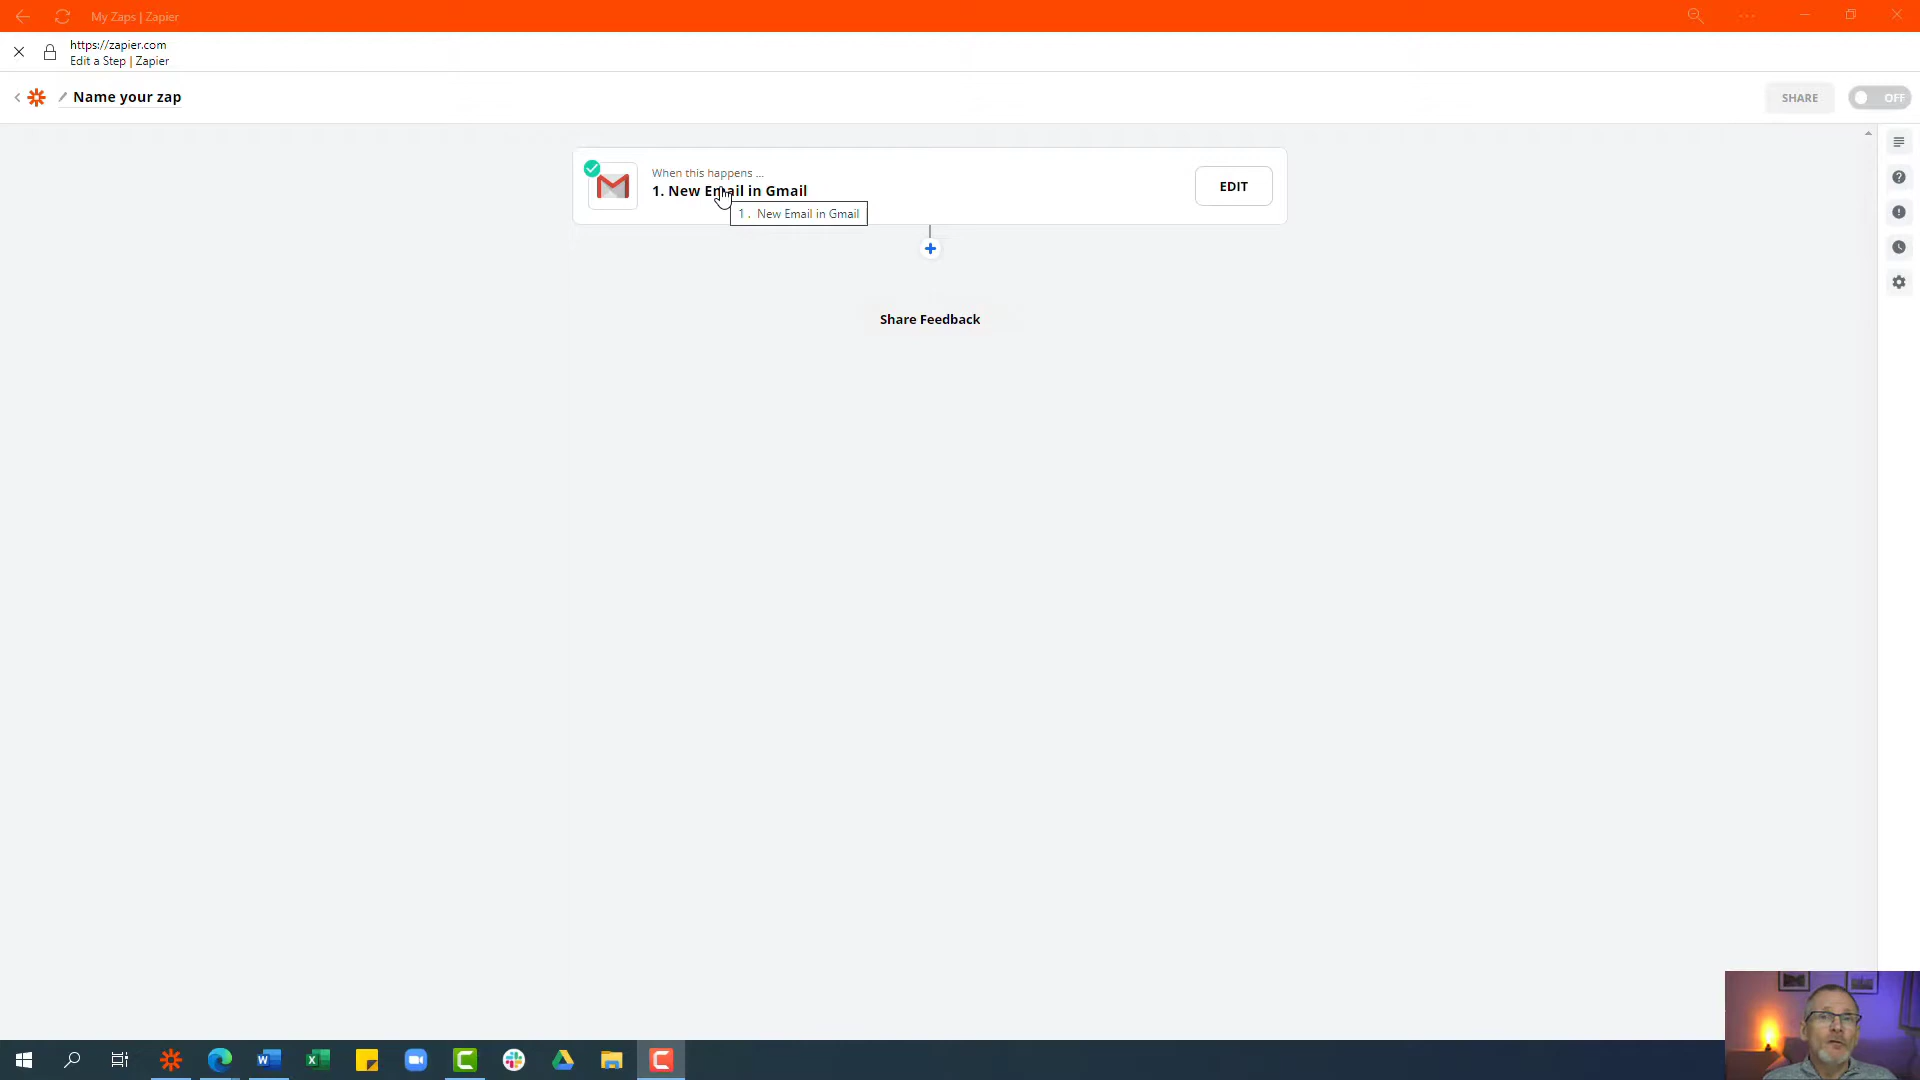 My Zaps | Zapier
https://zapier.com
Edit a Step | Zapier
Name your zap
SHARE
OFF
When this happens ...
1. New Email in Gmail
EDIT
1. New Email in Gmail
Share Feedback